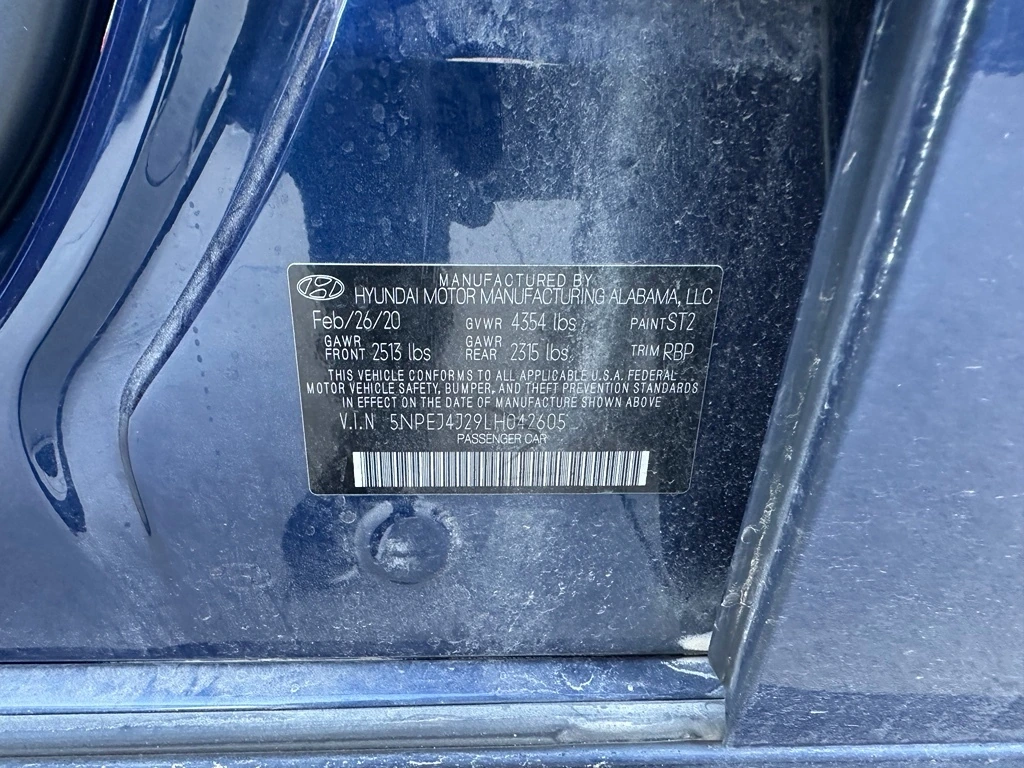 MANUFACTURED BY
HYUNDAI MOTOR MANUFACTURING ALABAMA, LLC
Feb/26/20 GVWR 4354 lbs PAINT ST2
GAWR FRONT 2513 lbs GAWR REAR 2315 lbs TRIM RBP
THIS VEHICLE CONFORMS TO ALL APPLICABLE U.S.A. FEDERAL
MOTOR VEHICLE SAFETY, BUMPER, AND THEFT PREVENTION STANDARDS
IN EFFECT ON THE DATE OF MANUFACTURE SHOWN ABOVE
V.I.N 5NPEJ4J29LH042605
PASSENGER CAR